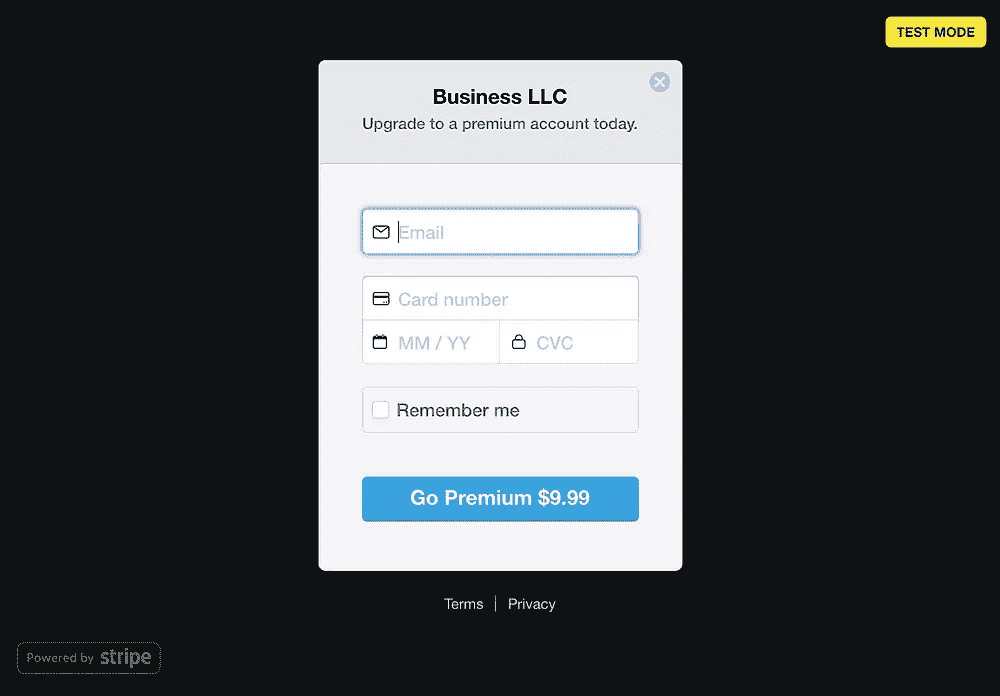 TEST MODE
Business LLC
Upgrade to a premium account today.
Email
Card number
MM / YY CVC
Remember me
Go Premium $9.99
Terms | Privacy
Powered by stripe